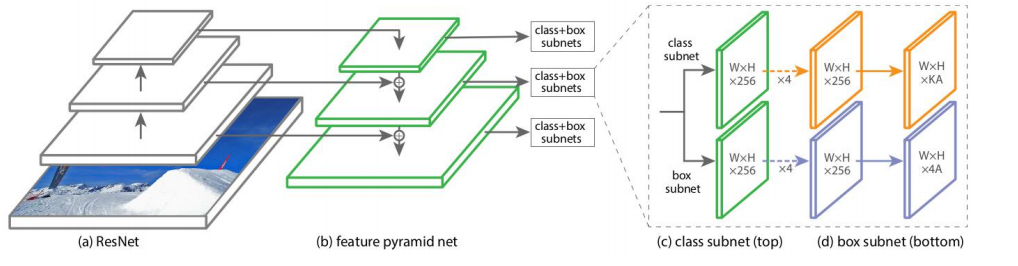 class+box
subnets
class+box
subnets
class+box
subnets
class
subnet
W×H
×256
×4
W×H
×256
W×H
×KA
box
subnet
W×H
×256
×4
W×H
×256
W×H
×4A
(a) ResNet
(b) feature pyramid net
(c) class subnet (top)
(d) box subnet (bottom)